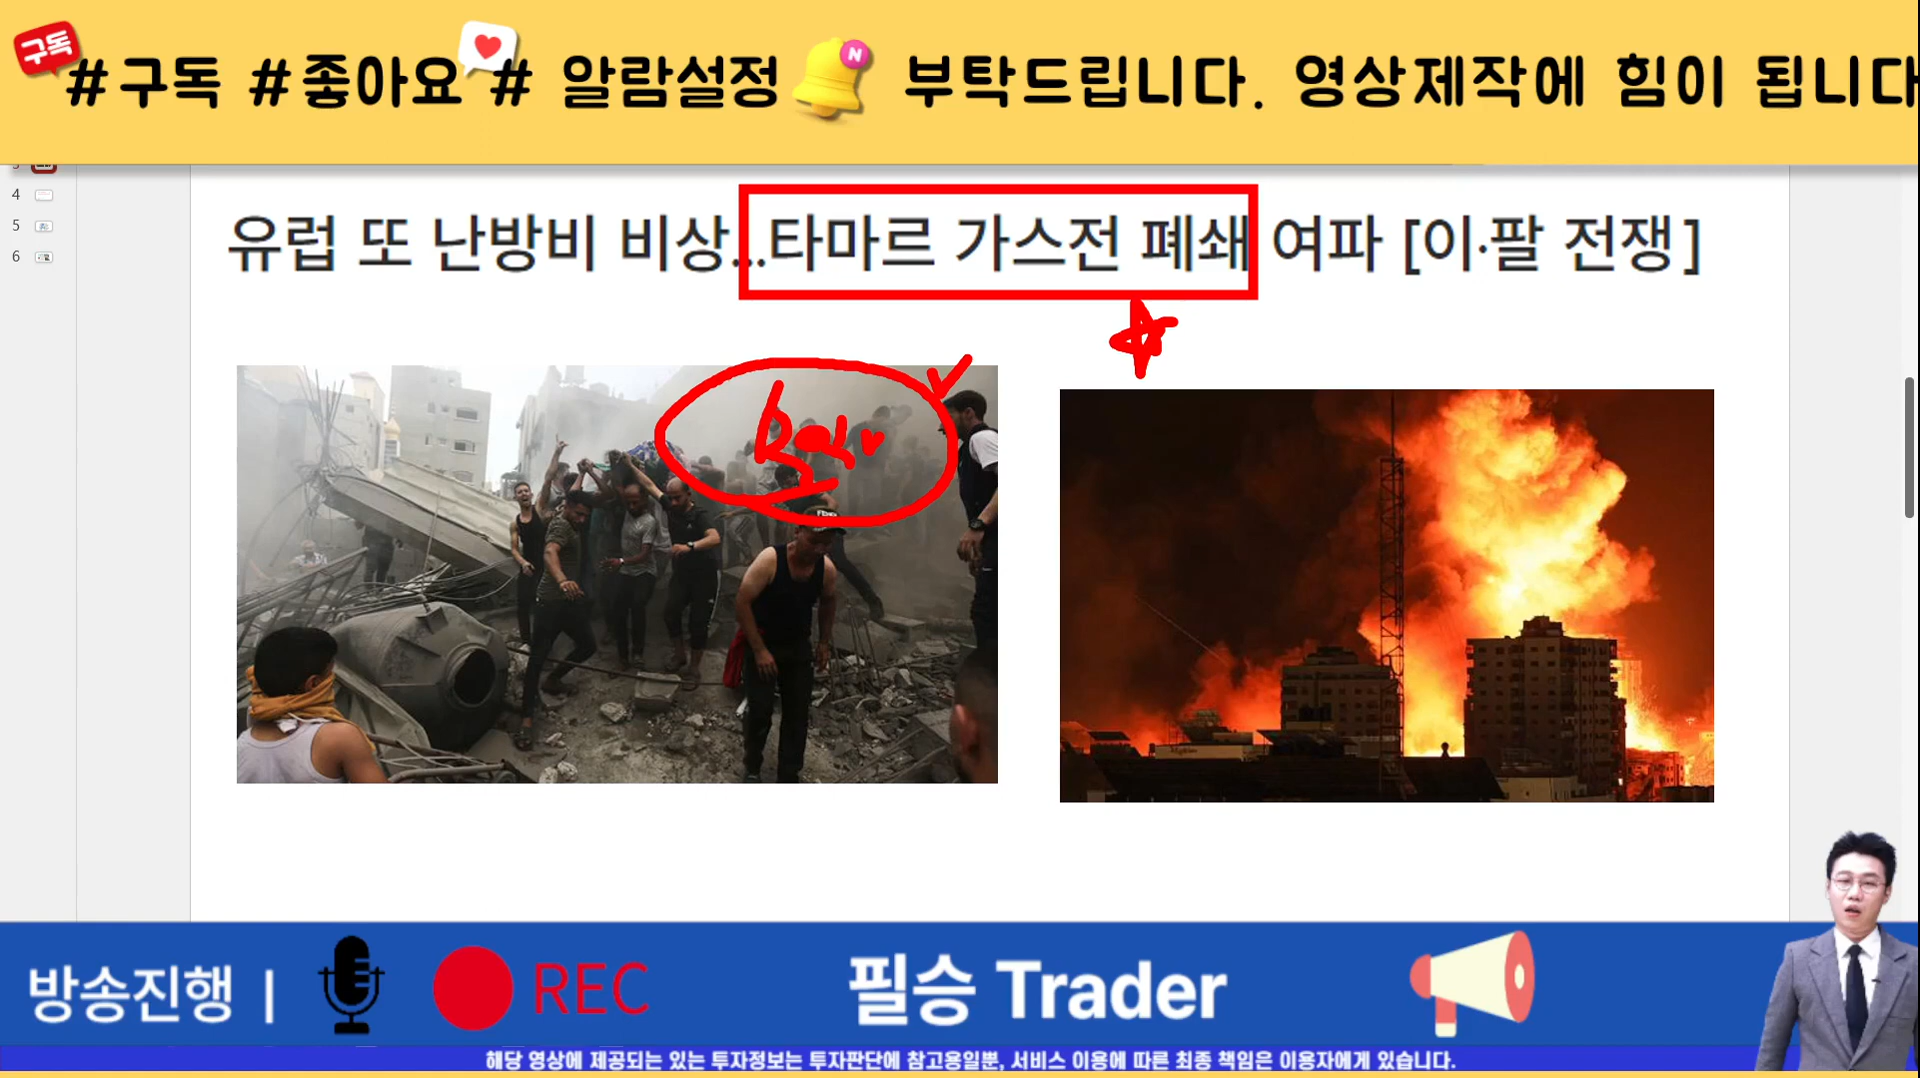 구독
#구독 #좋아요 # 알람설정 N 부탁드립니다. 영상제작에 힘이 됩니다
4
5
6
유럽 또 난방비 비상...타마르 가스전 폐쇄 여파 [이·팔 전쟁]
방송진행 | REC 필승 Trader
해당 영상에 제공되는 있는 투자정보는 투자판단에 참고용일뿐, 서비스 이용에 따른 최종 책임은 이용자에게 있습니다.